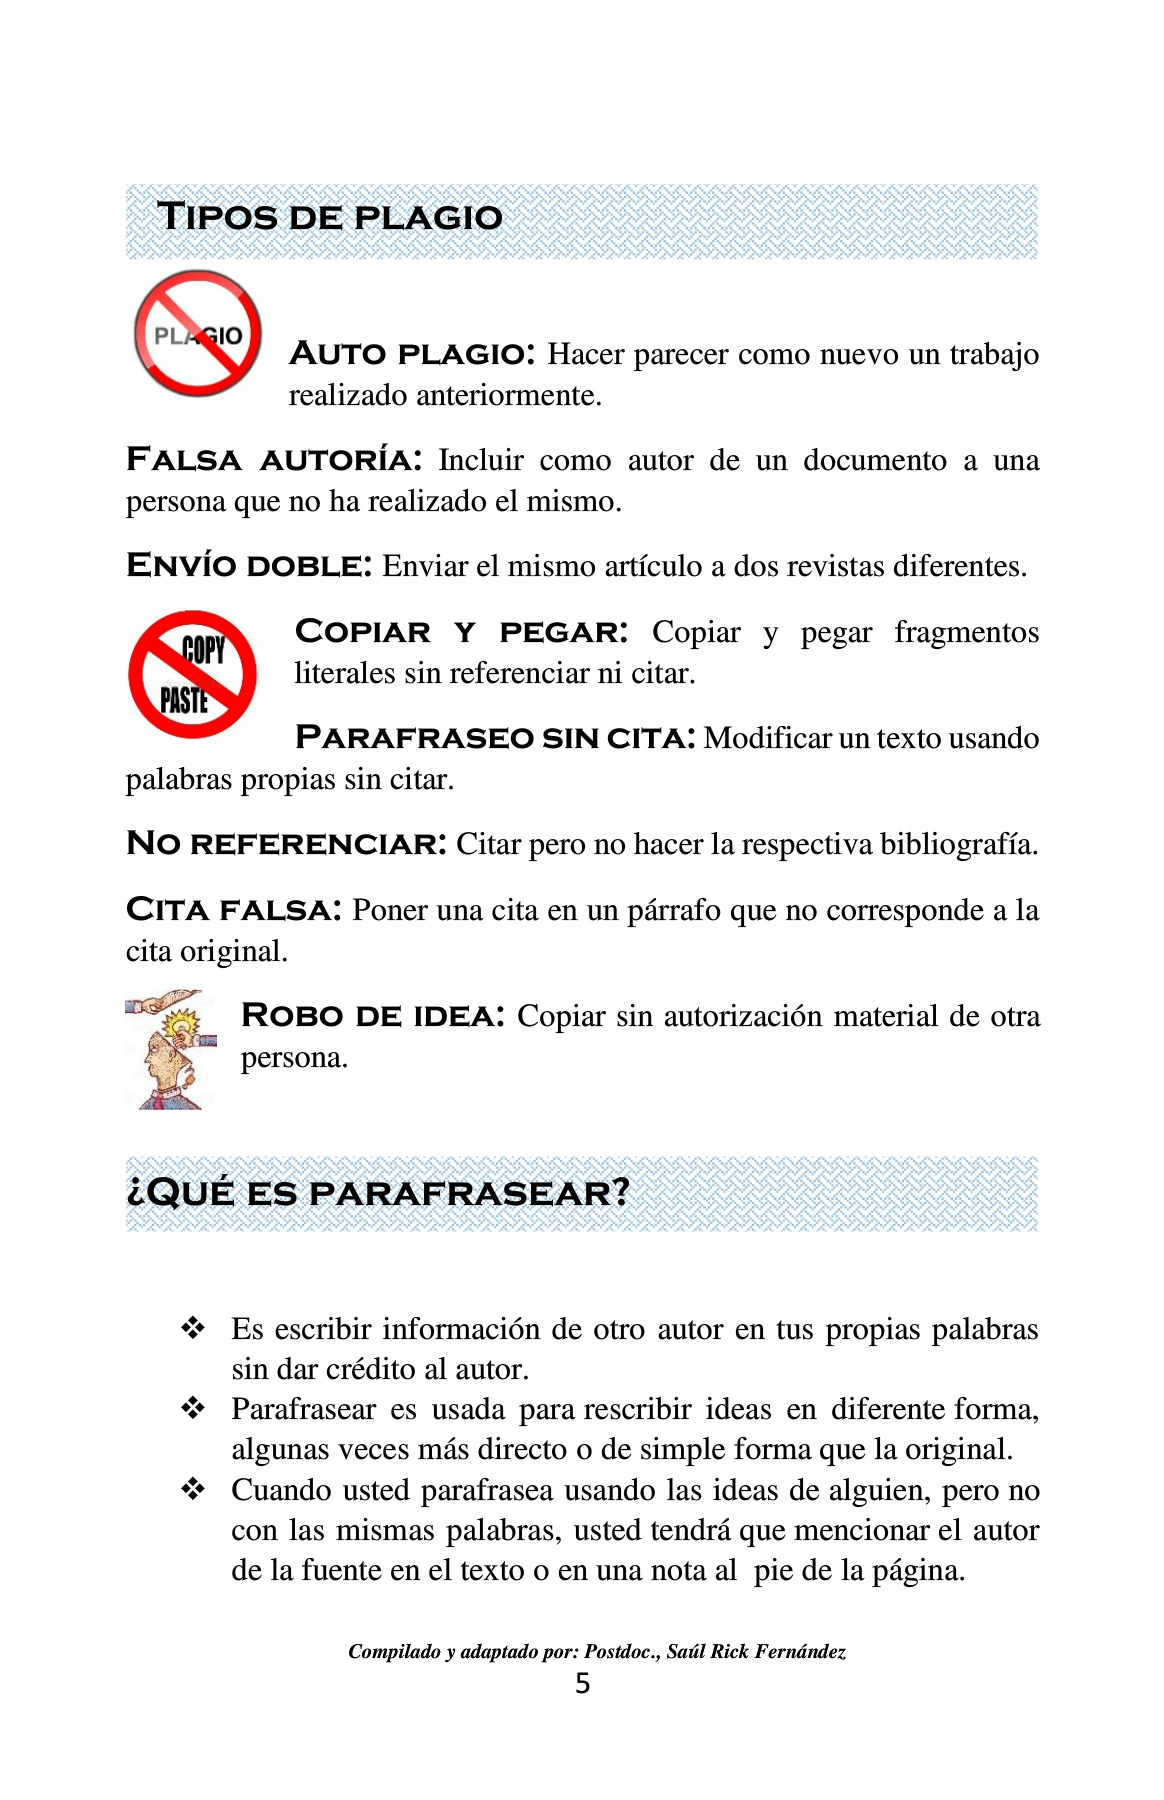 Tipos de plagio
PLAGIO
Auto plagio: Hacer parecer como nuevo un trabajo
realizado anteriormente.
Falsa autoría: Incluir como autor de un documento a una
persona que no ha realizado el mismo.
Envío doble: Enviar el mismo artículo a dos revistas diferentes.
COPY
PASTE
Copiar y pegar: Copiar y pegar fragmentos
literales sin referenciar ni citar.
Parafraseo sin cita: Modificar un texto usando
palabras propias sin citar.
No referenciar: Citar pero no hacer la respectiva bibliografía.
Cita falsa: Poner una cita en un párrafo que no corresponde a la
cita original.
Robo de idea: Copiar sin autorización material de otra
persona.
¿Qué es parafrasear?
❖ Es escribir información de otro autor en tus propias palabras
sin dar crédito al autor.
❖ Parafrasear es usada para rescribir ideas en diferente forma,
algunas veces más directo o de simple forma que la original.
❖ Cuando usted parafrasea usando las ideas de alguien, pero no
con las mismas palabras, usted tendrá que mencionar el autor
de la fuente en el texto o en una nota al pie de la página.
Compilado y adaptado por: Postdoc., Saúl Rick Fernández
5